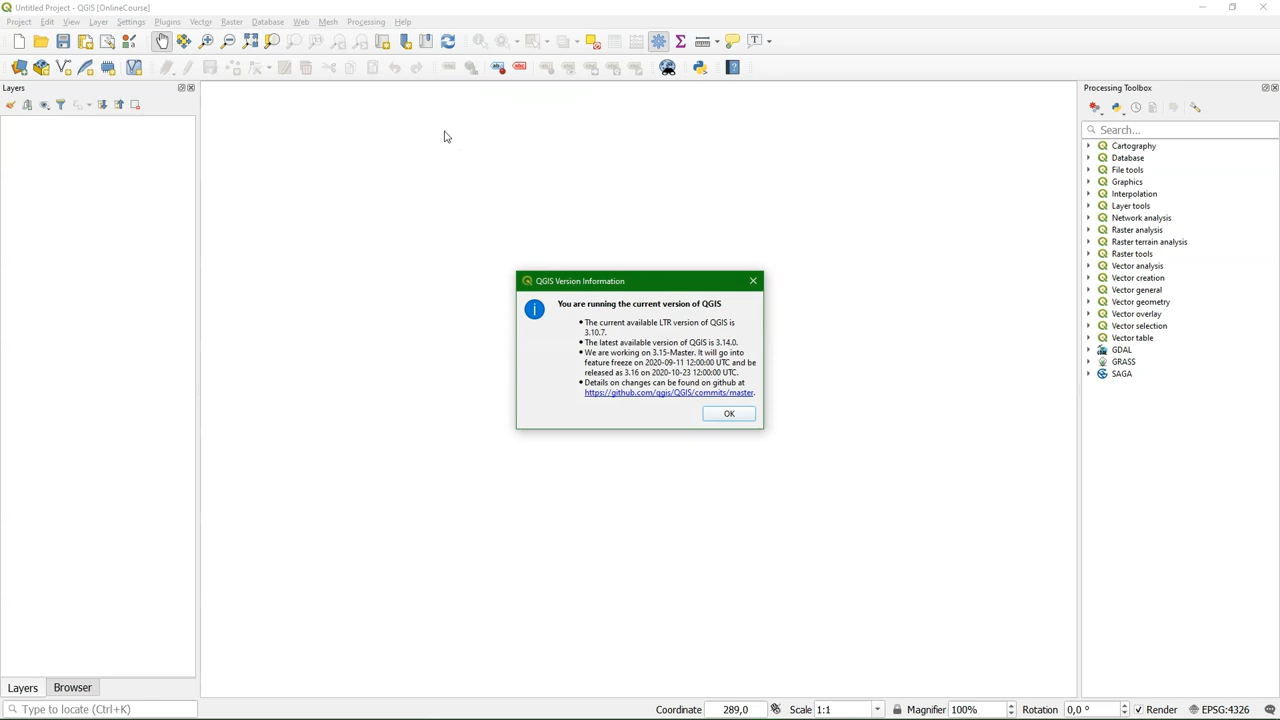 Untitled Project - QGIS [OnlineCourse]
Project Edit View Layer Settings Plugins Vector Raster Database Web Mesh Processing Help
Layers
Processing Toolbox
Search...
Cartography
Database
File tools
Graphics
Interpolation
Layer tools
Network analysis
Raster analysis
Raster terrain analysis
Raster tools
Vector analysis
Vector creation
Vector general
Vector geometry
Vector overlay
Vector selection
Vector table
GDAL
GRASS
SAGA
QGIS Version Information
You are running the current version of QGIS
The current available LTR version of QGIS is
3.10.7.
The latest available version of QGIS is 3.14.0.
We are working on 3.15-Master. It will go into
feature freeze on 2020-09-11 12:00:00 UTC and be
released as 3.16 on 2020-10-23 12:00:00 UTC.
Details on changes can be found on github at
https://github.com/qgis/QGIS/commits/master.
OK
Layers Browser
Type to locate (Ctrl+K)
Coordinate 289,0 Scale 1:1 Magnifier 100% Rotation 0,0 ° Render EPSG:4326